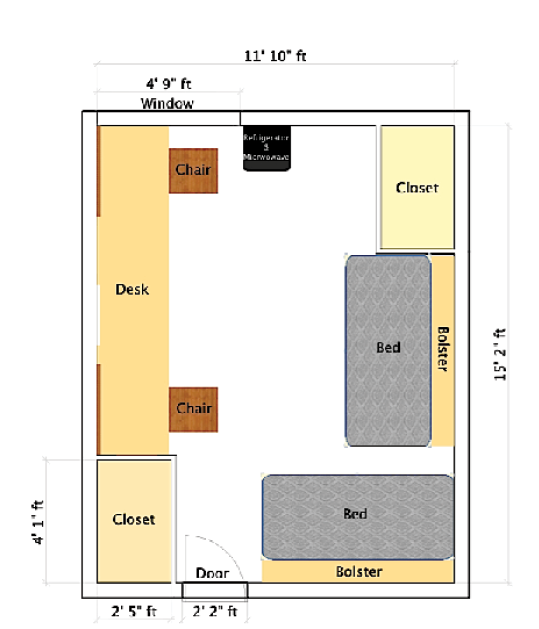 11' 10" ft
4' 9" ft
Window
Refrigerator
&
Microwave
Chair
Closet
Desk
Bed
Bolster
15' 2" ft
Chair
4' 1" ft
Closet
Bed
Door
Bolster
2' 5" ft
2' 2" ft